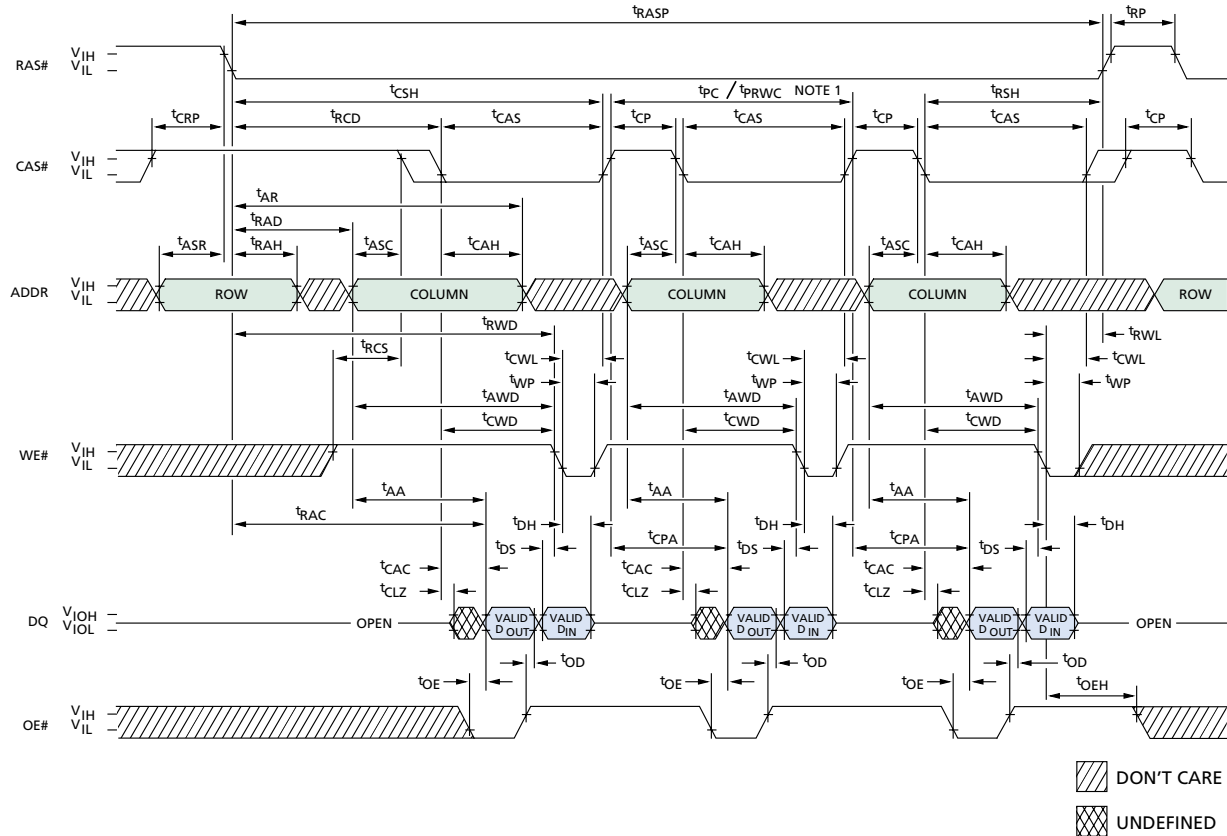 tRASP
tRP
RAS# VIH
VIL
tCSH
tPC / tPRWC NOTE 1
tRSH
tCRP
tRCD
tCAS
tCP
tCAS
tCP
tCAS
tCP
CAS# VIH
VIL
tAR
tRAD
tASR
tRAH
tASC
tCAH
tASC
tCAH
tASC
tCAH
ADDR VIH
VIL
ROW
COLUMN
COLUMN
COLUMN
ROW
tRWD
tRWL
tRCS
tCWL
tCWL
tCWL
tWP
tWP
tWP
tAWD
tAWD
tAWD
tCWD
tCWD
tCWD
WE# VIH
VIL
tAA
tAA
tAA
tRAC
tDH
tDH
tDH
tCPA
tCPA
tDS
tDS
tDS
tCAC
tCAC
tCAC
tCLZ
tCLZ
tCLZ
DQ VIOH
VIOL
OPEN
VALID DOUT
VALID DIN
VALID DOUT
VALID DIN
VALID DOUT
VALID DIN
OPEN
tOD
tOD
tOD
tOE
tOE
tOE
tOEH
OE# VIH
VIL
DON'T CARE
UNDEFINED